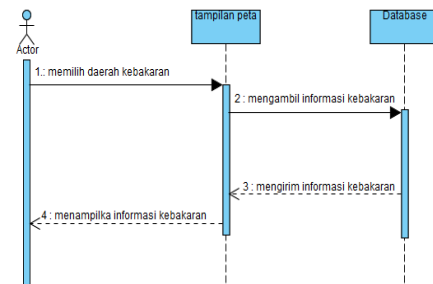 tampilan peta
Database
Actor
1.: memilih daerah kebakaran
2 : mengambil informasi kebakaran
3 : mengirim informasi kebakaran
4 : menampilka informasi kebakaran